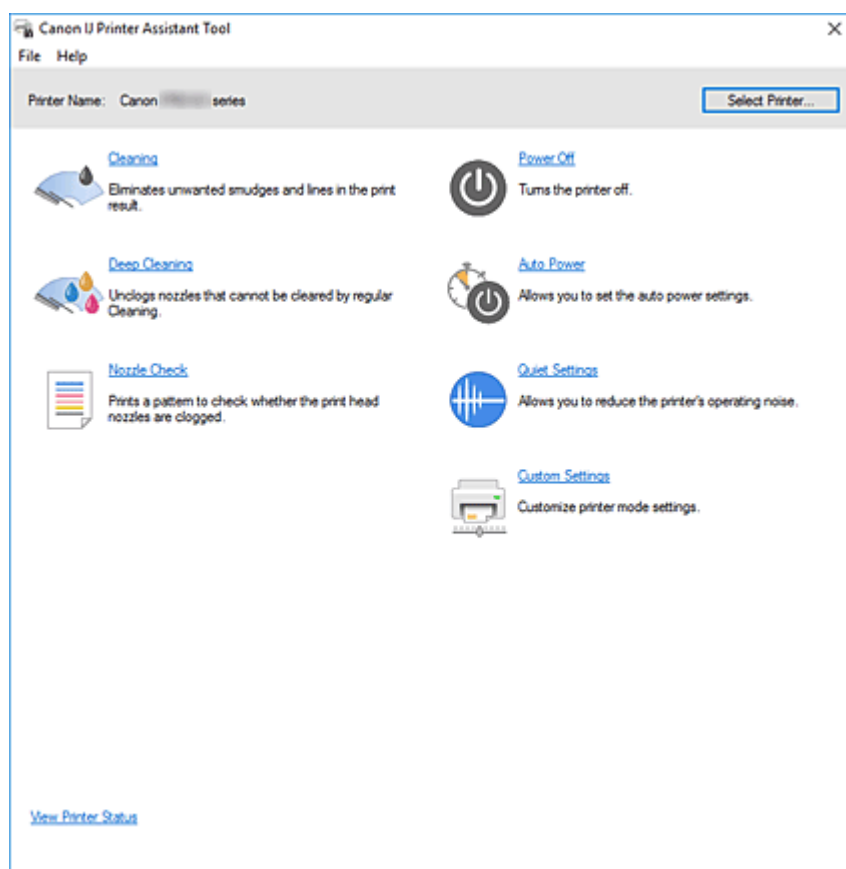 Canon IJ Printer Assistant Tool
File Help
Printer Name: Canon series
Select Printer...
Cleaning
Eliminates unwanted smudges and lines in the print
result.
Deep Cleaning
Unclogs nozzles that cannot be cleared by regular
Cleaning.
Nozzle Check
Prints a pattern to check whether the print head
nozzles are clogged.
Power Off
Turns the printer off.
Auto Power
Allows you to set the auto power settings.
Quiet Settings
Allows you to reduce the printer's operating noise.
Custom Settings
Customize printer mode settings.
View Printer Status